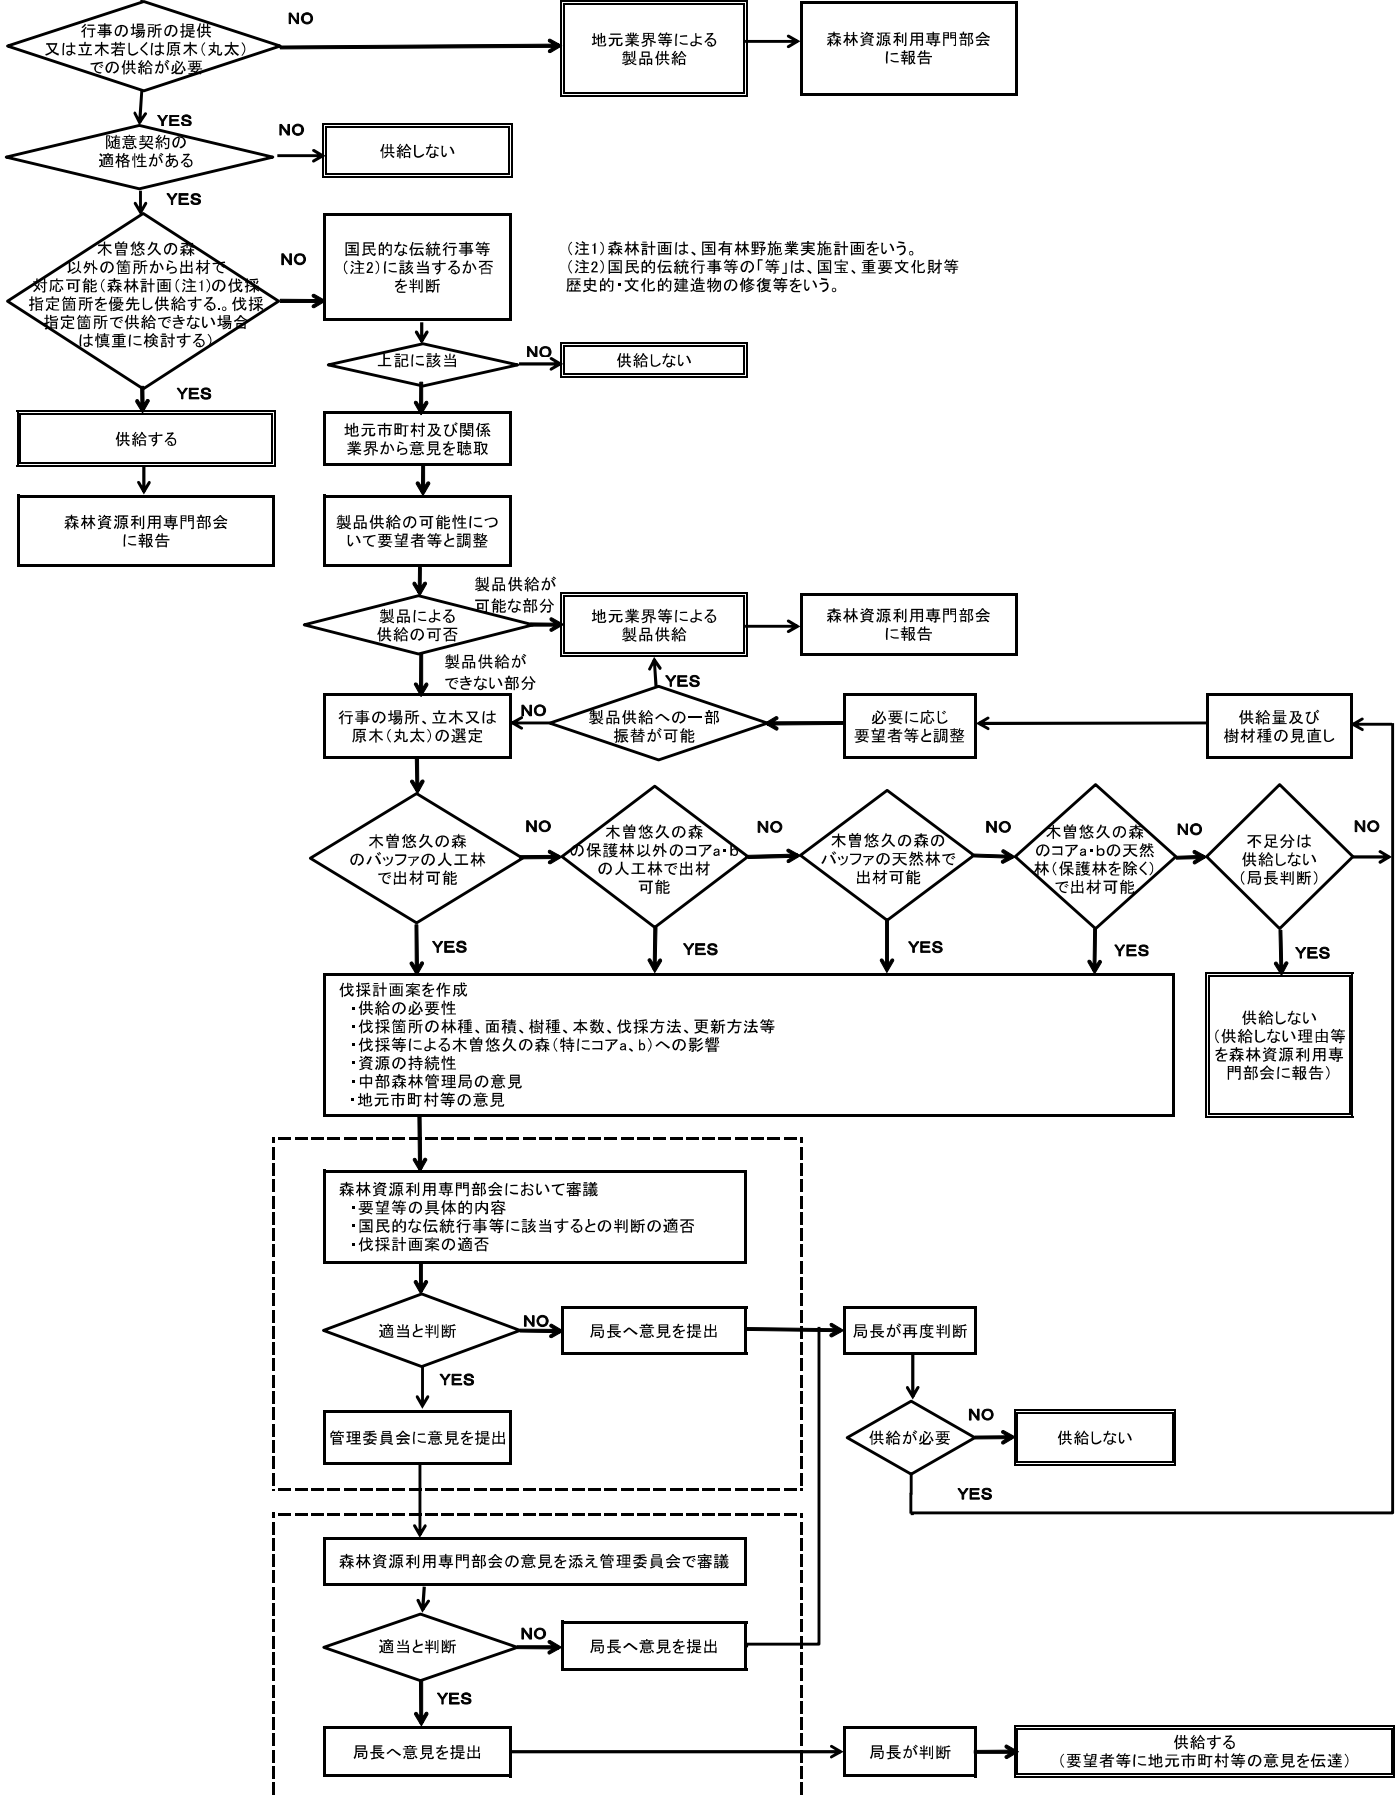 行事の場所の提供
又は立木若しくは原木（丸太）
での供給が必要
NO
地元業界等による
製品供給
森林資源利用専門部会
に報告
YES
随意契約の
適格性がある
NO
供給しない
YES
木曽悠久の森
以外の箇所から出材で
対応可能（森林計画（注1）の伐採
指定箇所を優先し供給する.。伐採
指定箇所で供給できない場合
は慎重に検討する）
NO
国民的な伝統行事等
（注2）に該当するか否
を判断
（注1）森林計画は、国有林野施業実施計画をいう。
（注2）国民的伝統行事等の「等」は、国宝、重要文化財等
歴史的・文化的建造物の修復等をいう。
上記に該当
NO
供給しない
YES
供給する
地元市町村及び関係
業界から意見を聴取
森林資源利用専門部会
に報告
製品供給の可能性につ
いて要望者等と調整
製品供給が
可能な部分
製品による
供給の可否
地元業界等による
製品供給
森林資源利用専門部会
に報告
製品供給が
できない部分
YES
行事の場所、立木又は
原木（丸太）の選定
NO
製品供給への一部
振替が可能
必要に応じ
要望者等と調整
供給量及び
樹材種の見直し
木曽悠久の森
のバッファの人工林
で出材可能
NO
木曽悠久の森
の保護林以外のコアa・b
の人工林で出材
可能
NO
木曽悠久の森の
バッファの天然林で
出材可能
NO
木曽悠久の森
のコアa・bの天然
林（保護林を除く）
で出材可能
NO
不足分は
供給しない
（局長判断）
NO
YES
YES
YES
YES
YES
伐採計画案を作成
・供給の必要性
・伐採箇所の林種、面積、樹種、本数、伐採方法、更新方法等
・伐採等による木曽悠久の森（特にコアa、b）への影響
・資源の持続性
・中部森林管理局の意見
・地元市町村等の意見
供給しない
（供給しない理由等
を森林資源利用専
門部会に報告）
森林資源利用専門部会において審議
・要望等の具体的内容
・国民的な伝統行事等に該当するとの判断の適否
・伐採計画案の適否
適当と判断
NO
局長へ意見を提出
局長が再度判断
YES
管理委員会に意見を提出
供給が必要
NO
供給しない
YES
森林資源利用専門部会の意見を添え管理委員会で審議
適当と判断
NO
局長へ意見を提出
YES
局長へ意見を提出
局長が判断
供給する
（要望者等に地元市町村等の意見を伝達）